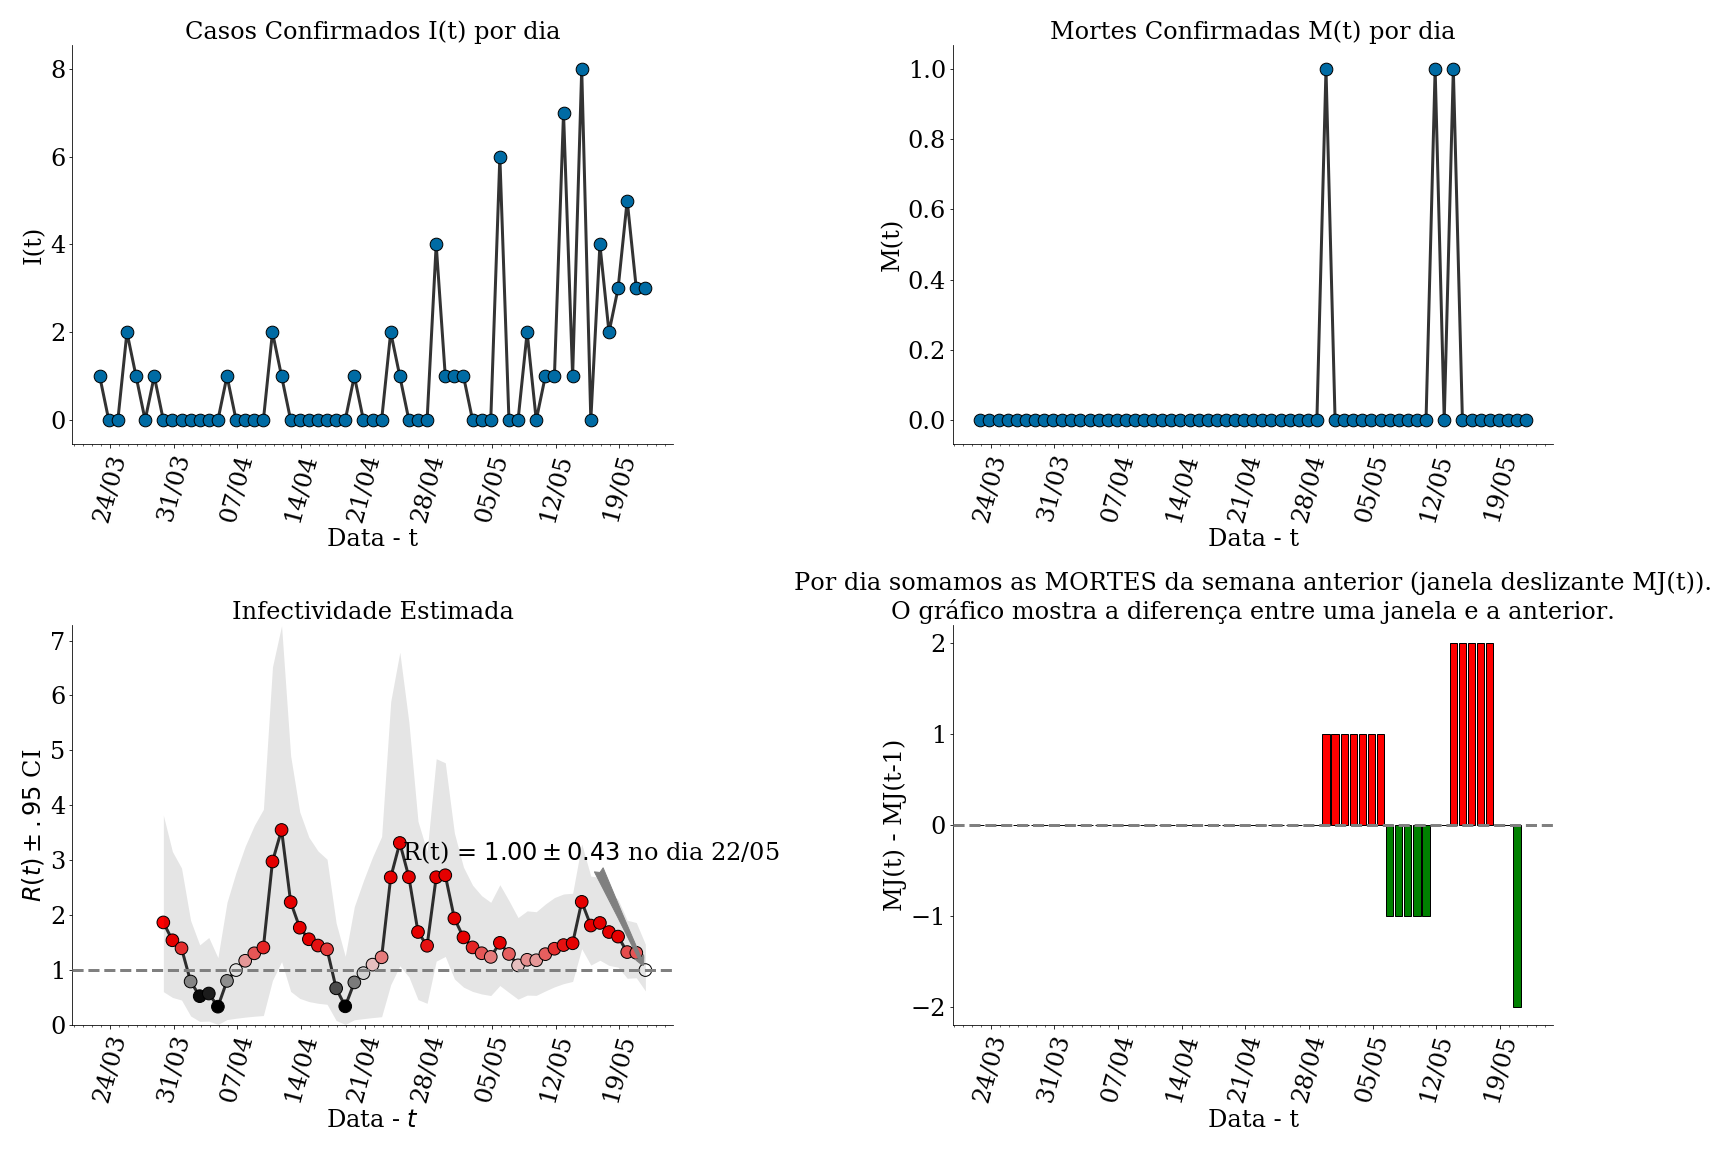 Casos Confirmados I(t) por dia
8
6
4
2
0
I(t)
24/03 31/03 07/04 14/04 21/04 28/04 05/05 12/05 19/05
Data - t
Mortes Confirmadas M(t) por dia
1.0
0.8
0.6
0.4
0.2
0.0
M(t)
24/03 31/03 07/04 14/04 21/04 28/04 05/05 12/05 19/05
Data - t
Infectividade Estimada
7
6
5
4
3
2
1
0
R(t) ± .95 CI
R(t) = 1.00 ± 0.43 no dia 22/05
24/03 31/03 07/04 14/04 21/04 28/04 05/05 12/05 19/05
Data - t
Por dia somamos as MORTES da semana anterior (janela deslizante MJ(t)).
O gráfico mostra a diferença entre uma janela e a anterior.
2
1
0
−1
−2
MJ(t) - MJ(t-1)
24/03 31/03 07/04 14/04 21/04 28/04 05/05 12/05 19/05
Data - t